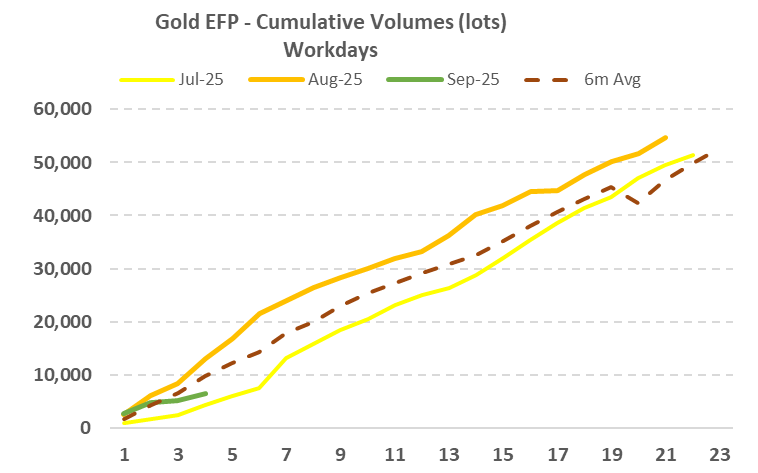 Gold EFP - Cumulative Volumes (lots)
Workdays
Jul-25 Aug-25 Sep-25 6m Avg
60,000
50,000
40,000
30,000
20,000
10,000
0
1 3 5 7 9 11 13 15 17 19 21 23